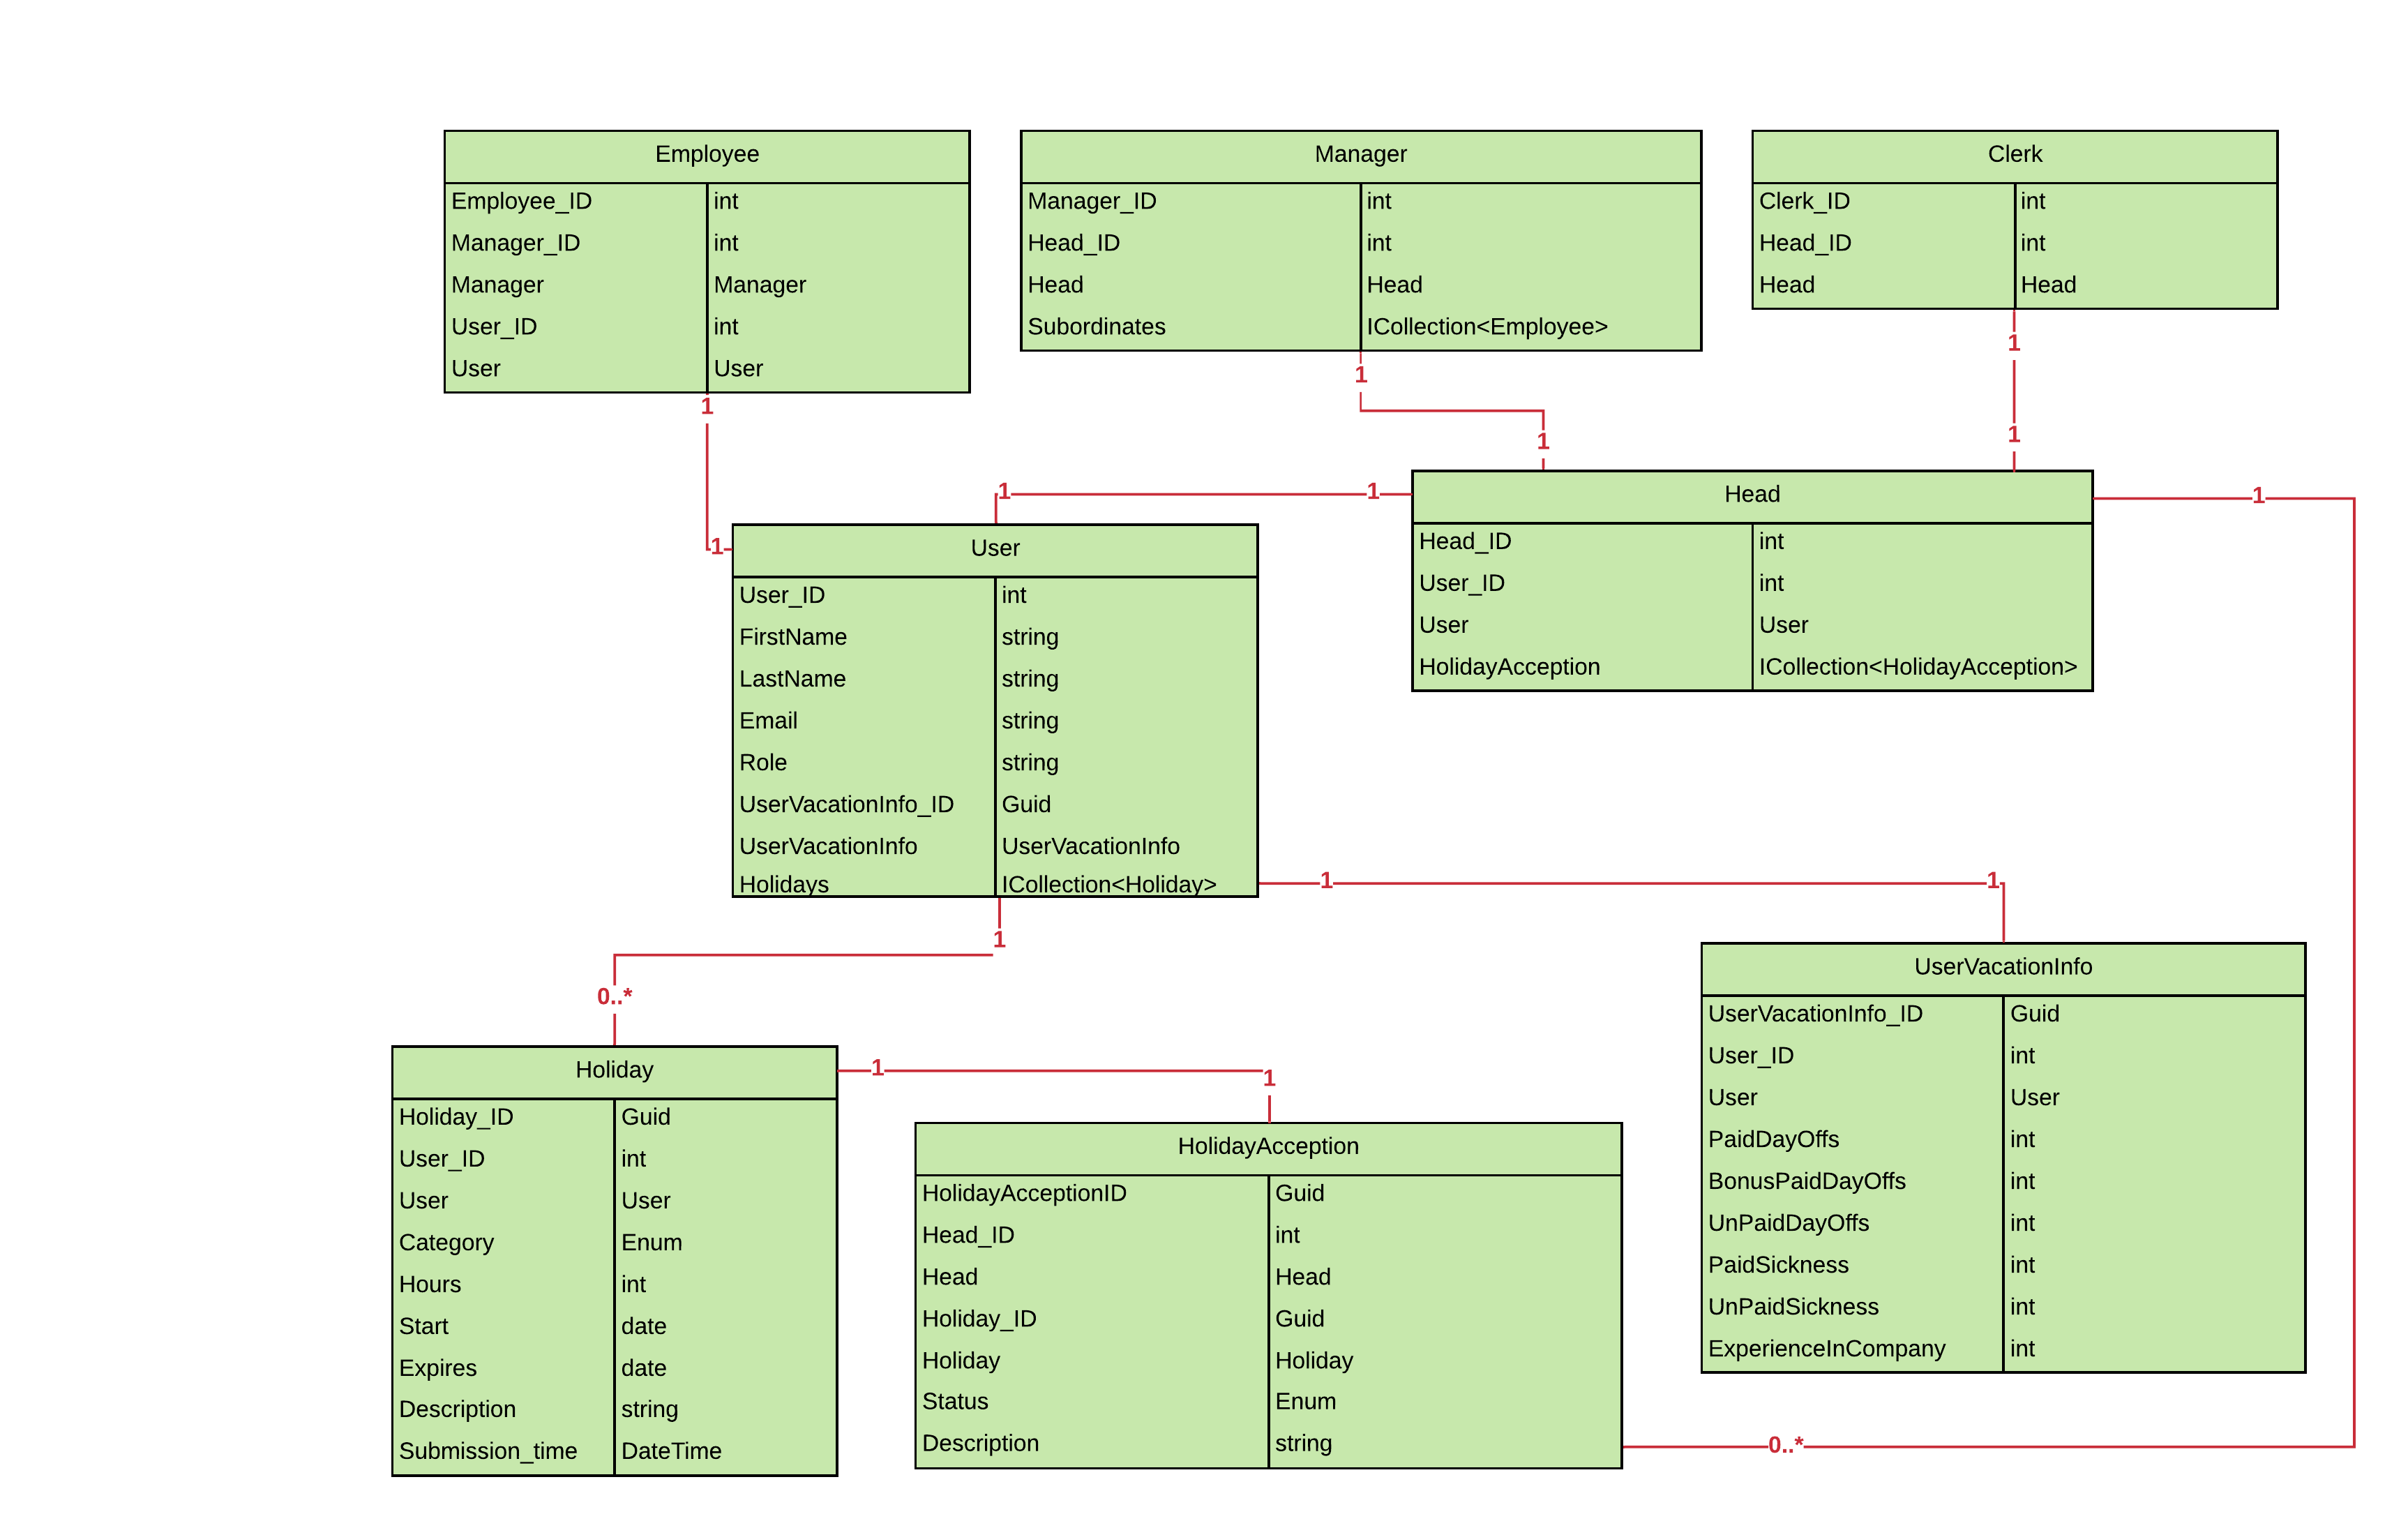 Employee
Employee_ID int
Manager_ID int
Manager Manager
User_ID int
User User
1
1
Manager
Manager_ID int
Head_ID int
Head Head
Subordinates ICollection<Employee>
1
1
Clerk
Clerk_ID int
Head_ID int
Head Head
1
1
1
1
Head
1
Head_ID int
User_ID int
User User
HolidayAcception ICollection<HolidayAcception>
User
User_ID int
FirstName string
LastName string
Email string
Role string
UserVacationInfo_ID Guid
UserVacationInfo UserVacationInfo
Holidays ICollection<Holiday>
1
1
1
0..*
UserVacationInfo
UserVacationInfo_ID Guid
User_ID int
User User
PaidDayOffs int
BonusPaidDayOffs int
UnPaidDayOffs int
PaidSickness int
UnPaidSickness int
ExperienceInCompany int
Holiday
Holiday_ID Guid
User_ID int
User User
Category Enum
Hours int
Start date
Expires date
Description string
Submission_time DateTime
1
1
HolidayAcception
HolidayAcceptionID Guid
Head_ID int
Head Head
Holiday_ID Guid
Holiday Holiday
Status Enum
Description string
0..*